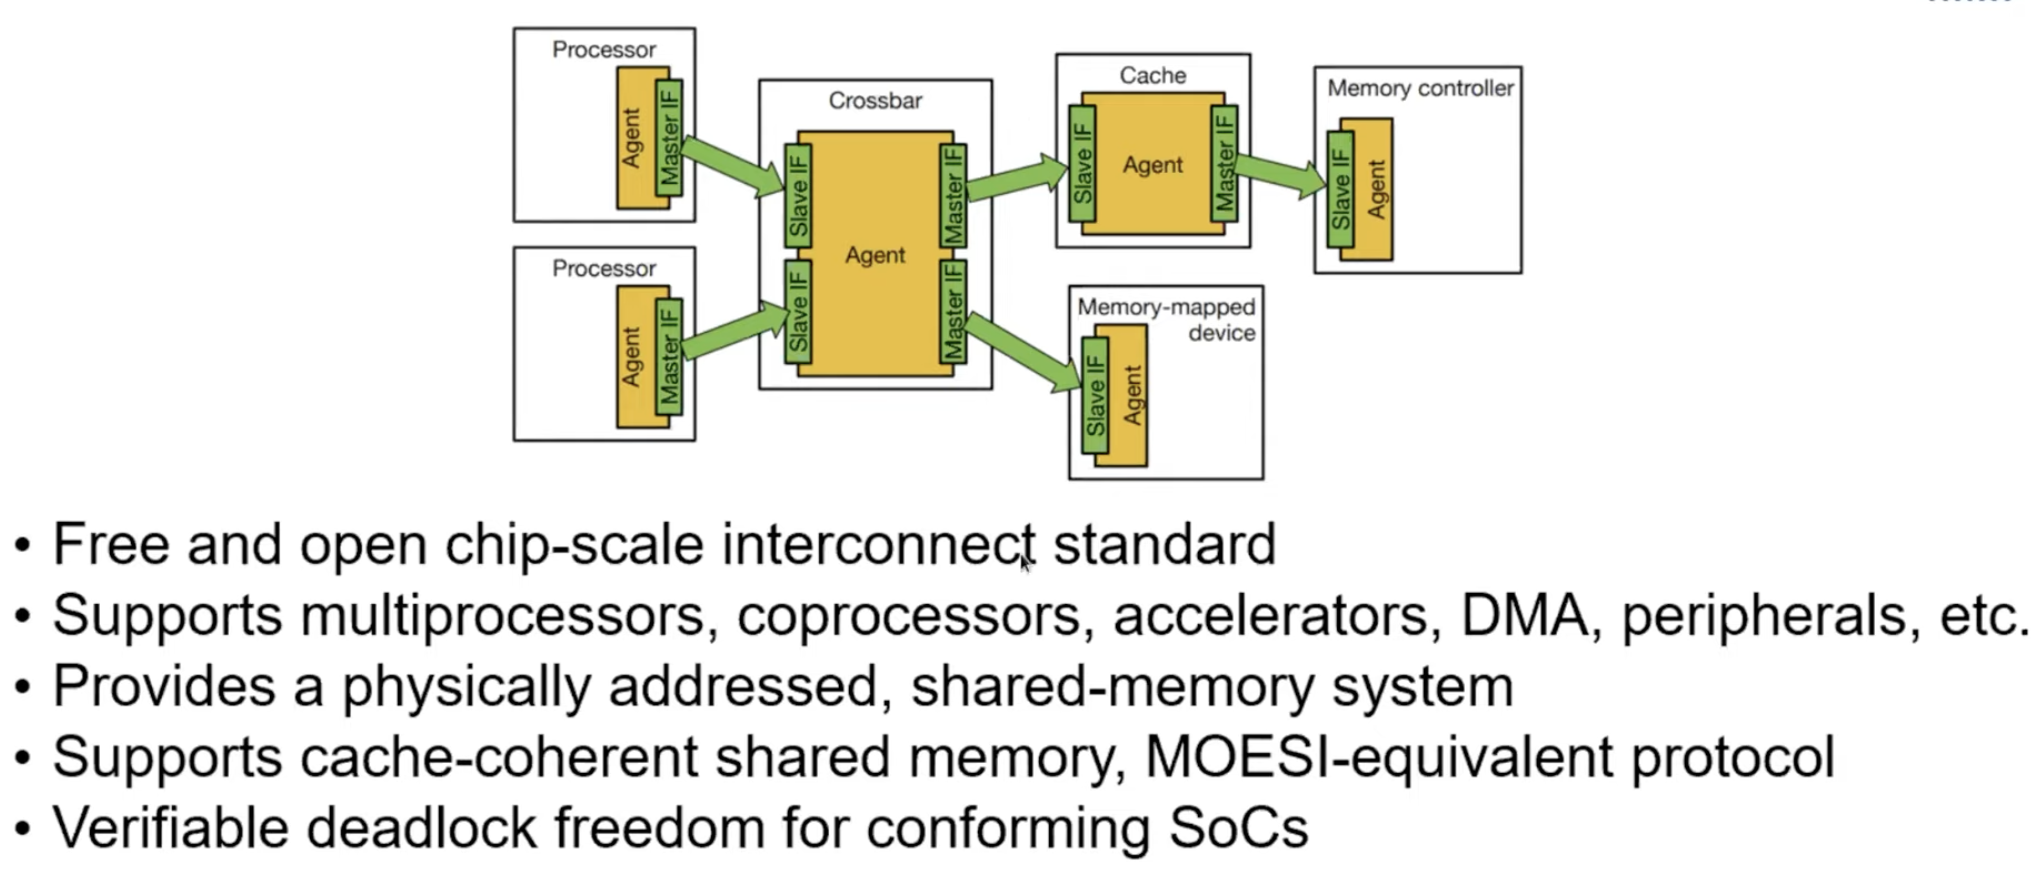 Processor
Agent
Master IF
Processor
Agent
Master IF
Crossbar
Slave IF
Slave IF
Agent
Master IF
Master IF
Cache
Slave IF
Agent
Master IF
Memory controller
Slave IF
Agent
Memory-mapped
device
Slave IF
Agent
• Free and open chip-scale interconnect standard
• Supports multiprocessors, coprocessors, accelerators, DMA, peripherals, etc.
• Provides a physically addressed, shared-memory system
• Supports cache-coherent shared memory, MOESI-equivalent protocol
• Verifiable deadlock freedom for conforming SoCs